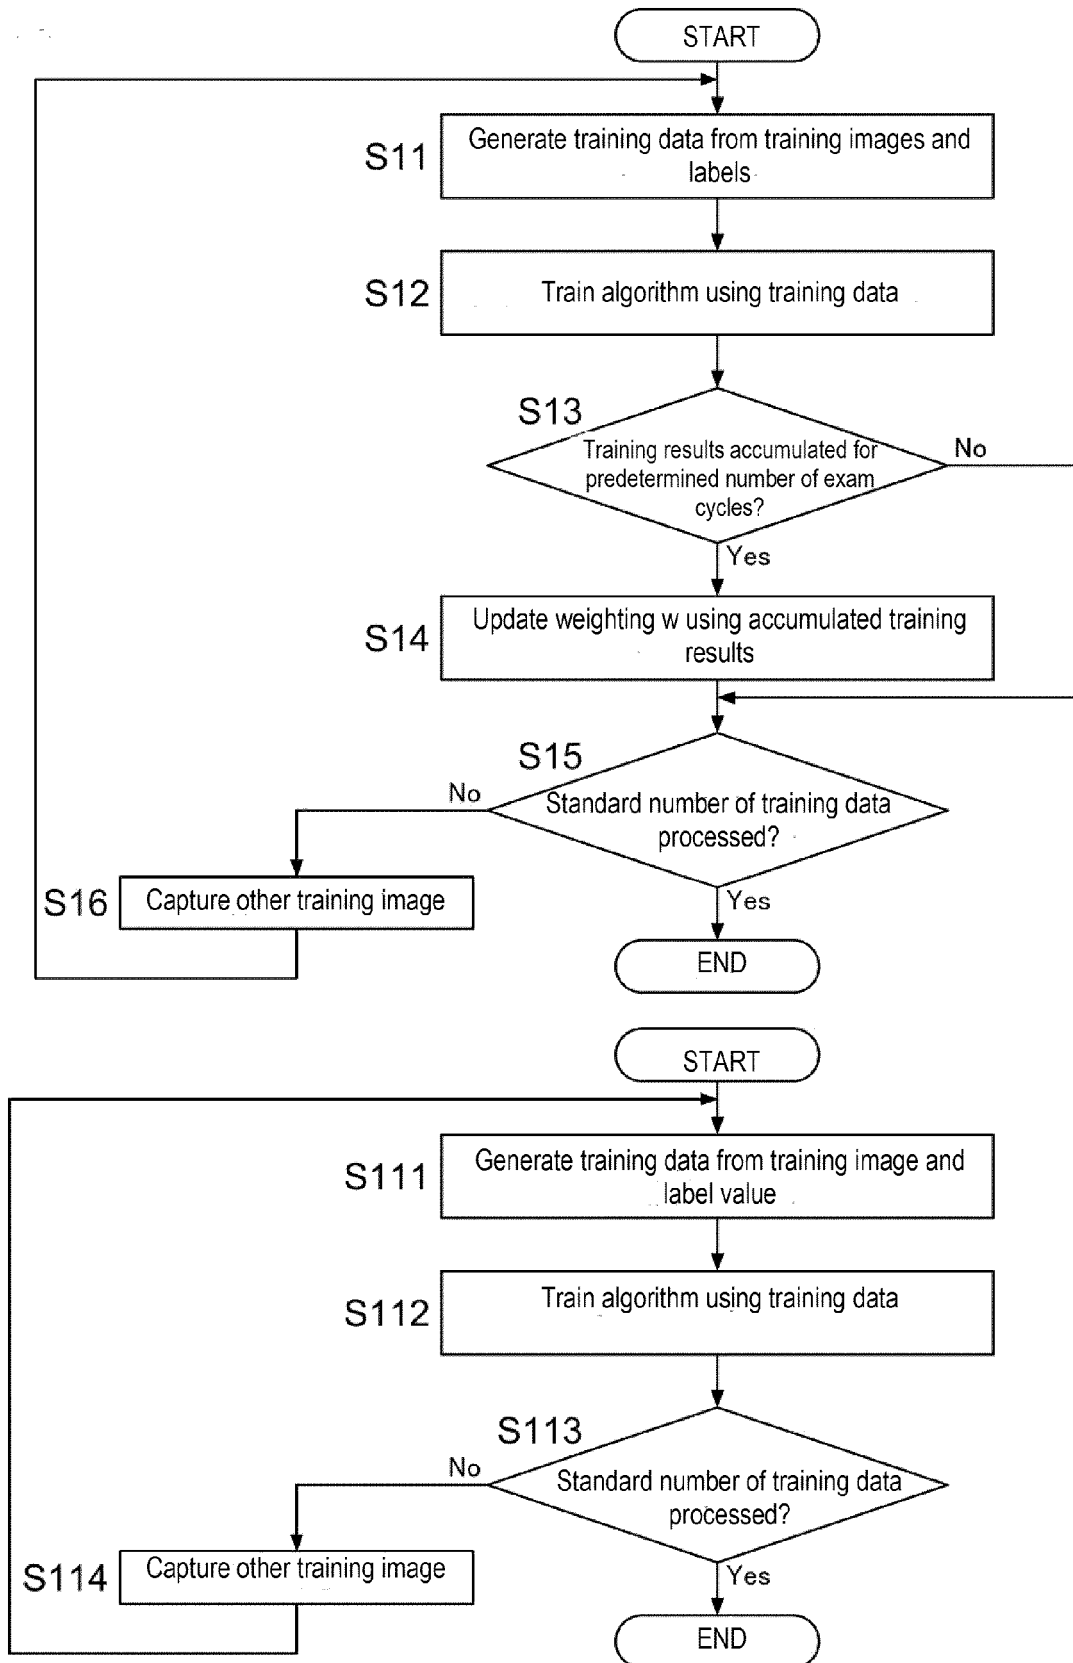 START
S11
Generate training data from training images and
labels
S12
Train algorithm using training data
S13
Training results accumulated for
predetermined number of exam
cycles?
No
Yes
S14
Update weighting w using accumulated training
results
S15
No
Standard number of training data
processed?
S16
Capture other training image
Yes
END
START
S111
Generate training data from training image and
label value
S112
Train algorithm using training data
S113
No
Standard number of training data
processed?
S114
Capture other training image
Yes
END